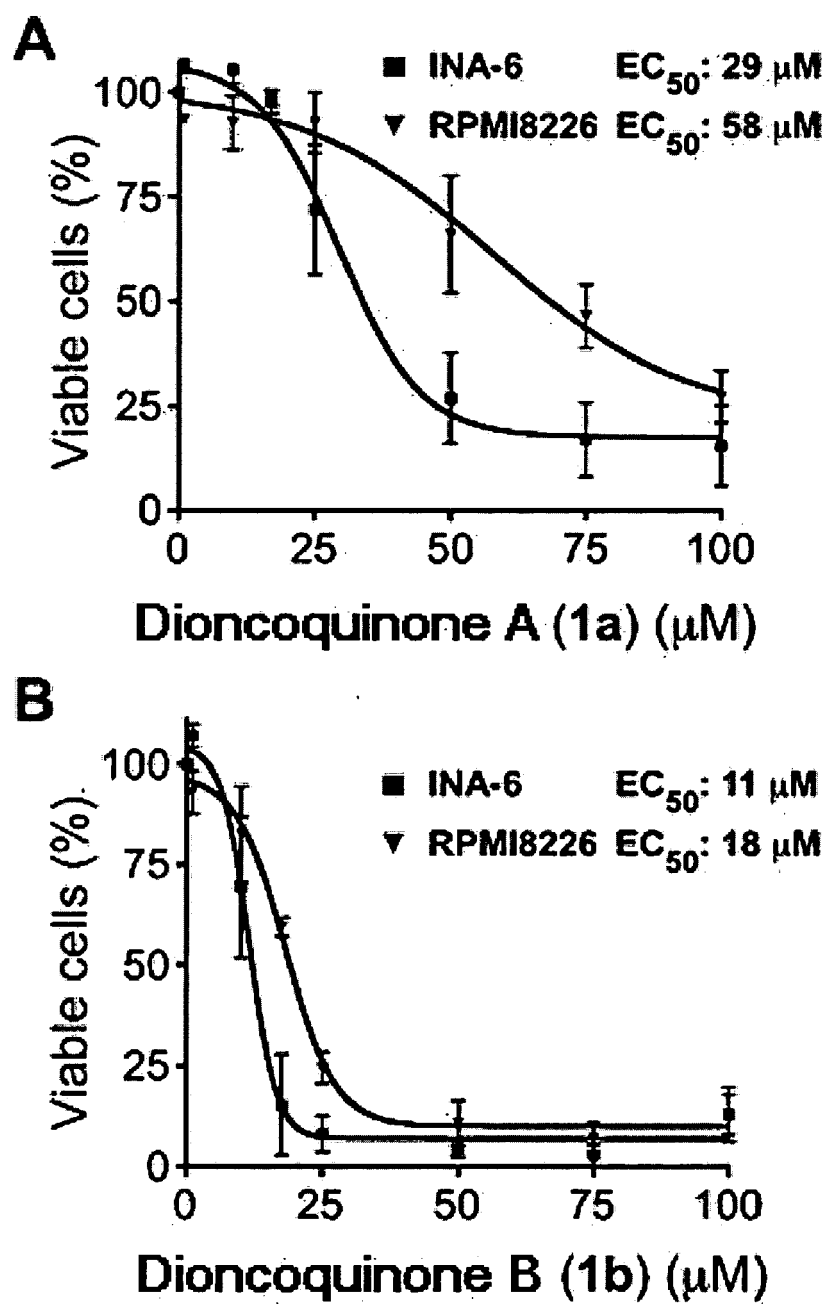 A
INA-6 EC50: 29 µM
RPMI8226 EC50: 58 µM
Viable cells (%)
100
75
50
25
0
0 25 50 75 100
Dioncoquinone A (1a) (µM)
B
INA-6 EC50: 11 µM
RPMI8226 EC50: 18 µM
Viable cells (%)
100
75
50
25
0
0 25 50 75 100
Dioncoquinone B (1b) (µM)